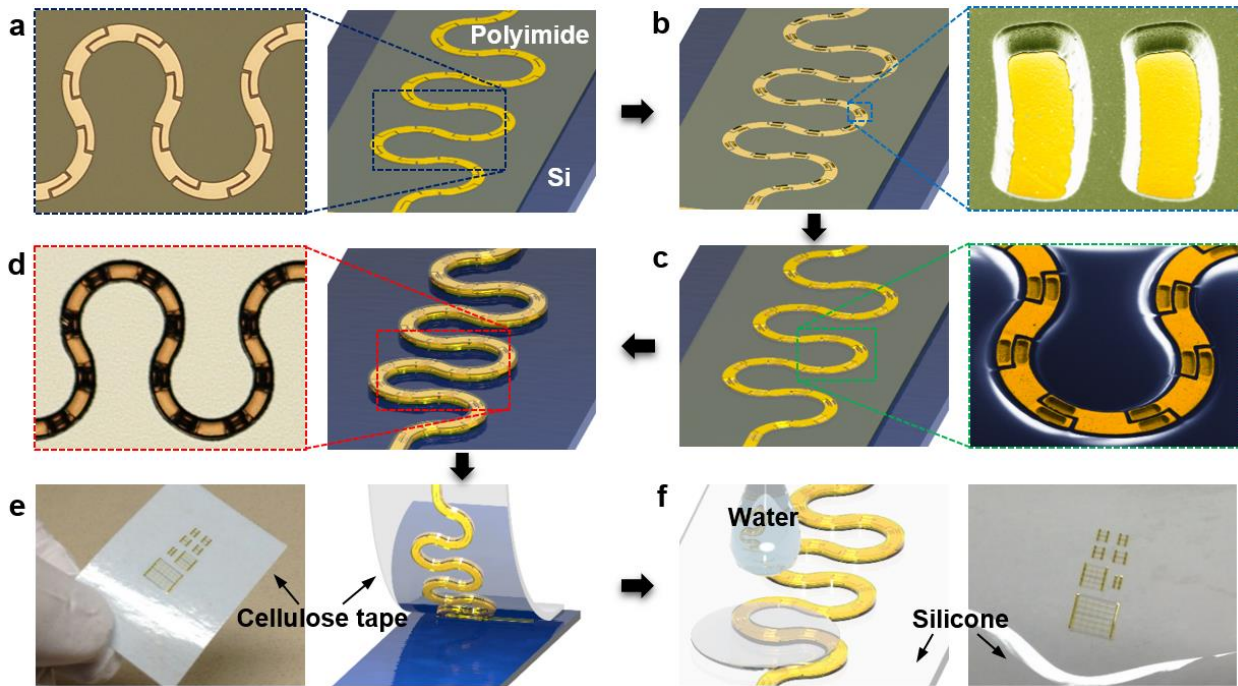 a
Polyimide
Si
b
d
c
e
Cellulose tape
f
Water
Silicone